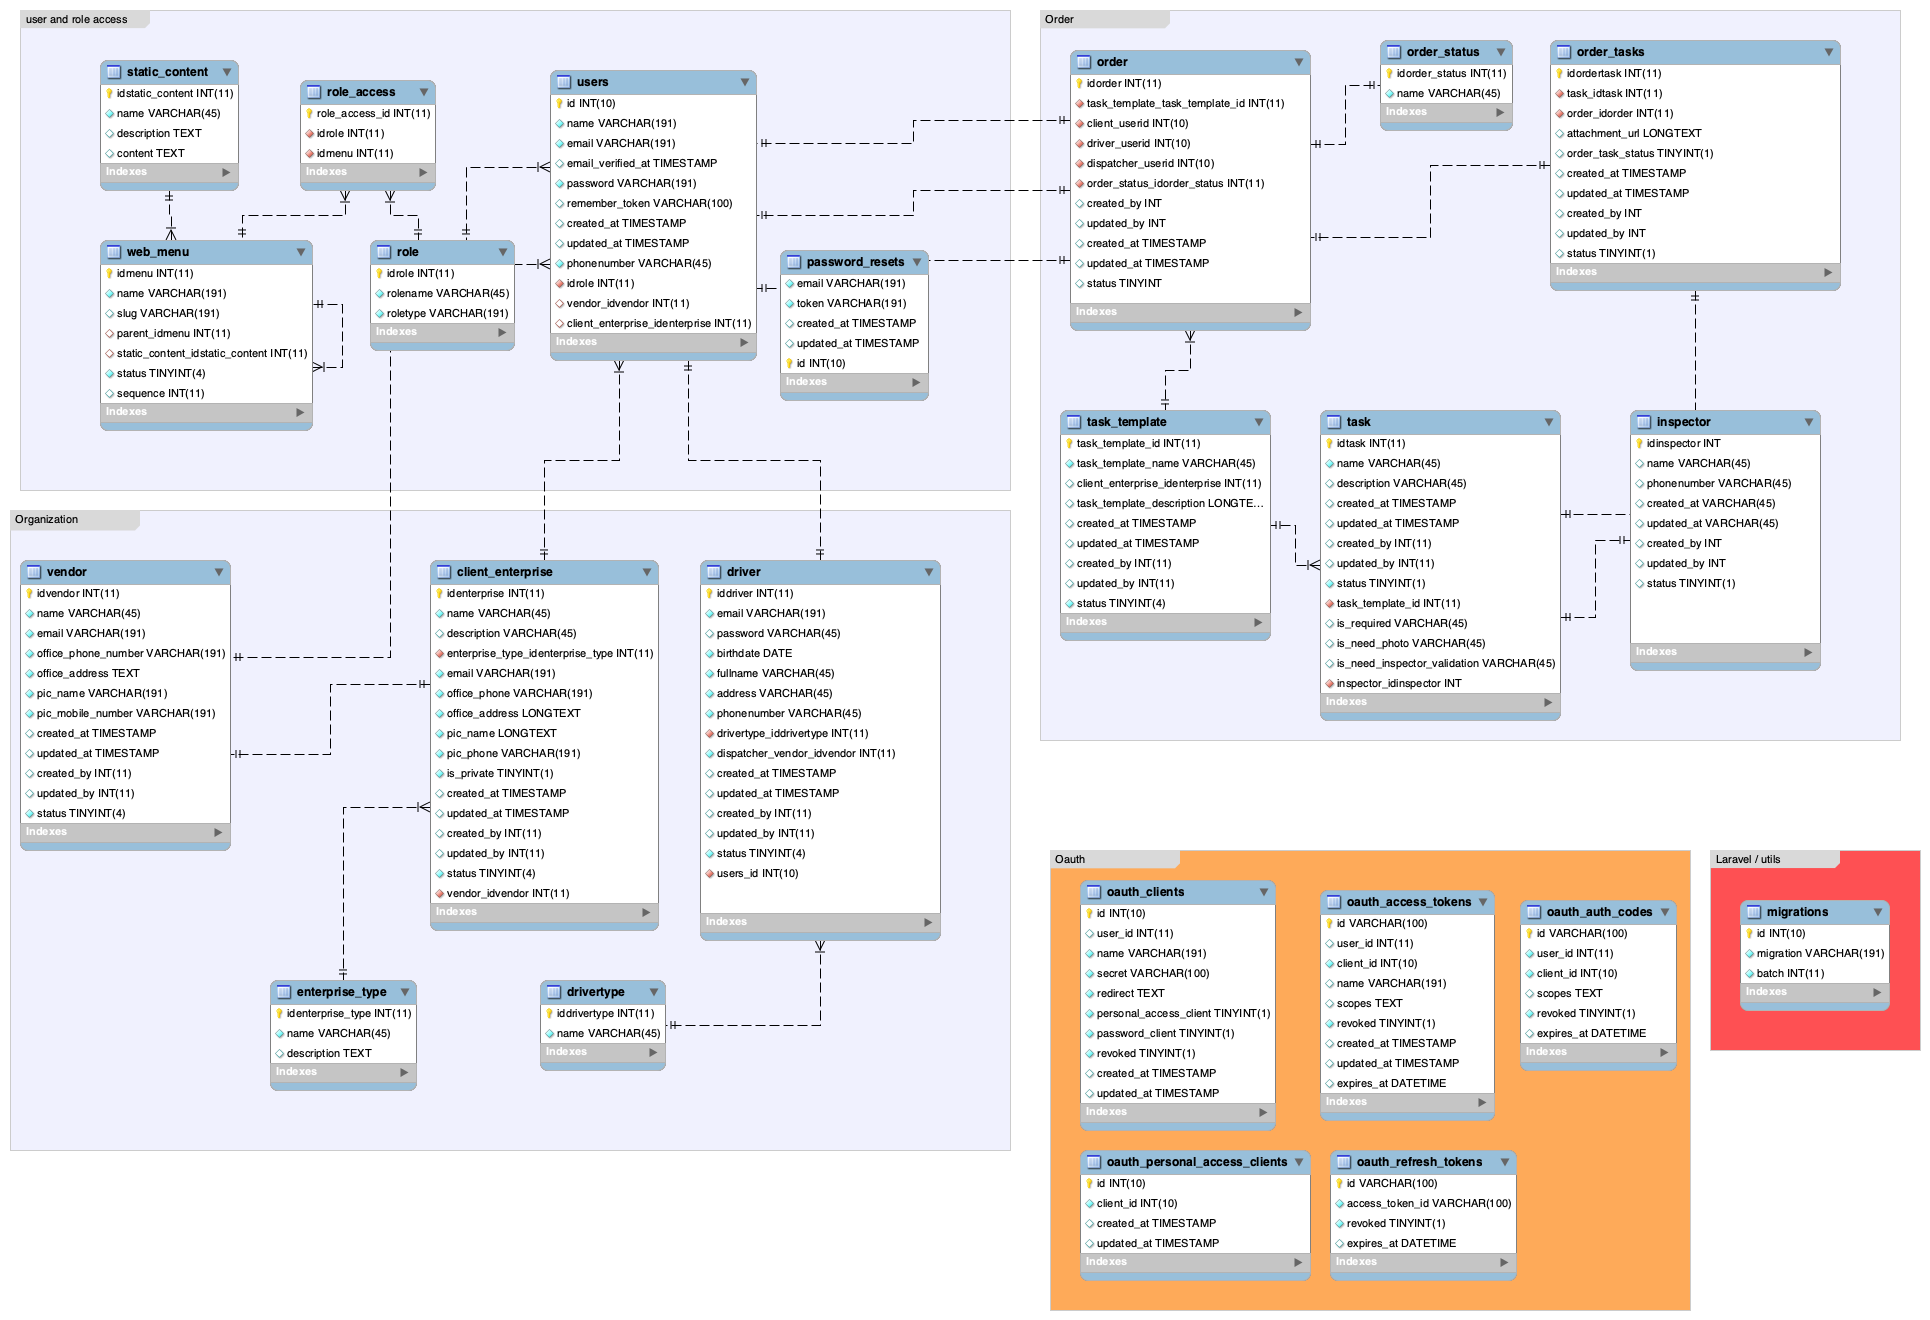 user and role access
static_content
idstatic_content INT(11)
name VARCHAR(45)
description TEXT
content TEXT
Indexes
role_access
role_access_id INT(11)
idrole INT(11)
idmenu INT(11)
Indexes
users
id INT(10)
name VARCHAR(191)
email VARCHAR(191)
email_verified_at TIMESTAMP
password VARCHAR(191)
remember_token VARCHAR(100)
created_at TIMESTAMP
updated_at TIMESTAMP
phonenumber VARCHAR(45)
idrole INT(11)
vendor_idvendor INT(11)
client_enterprise_identerprise INT(11)
Indexes
web_menu
idmenu INT(11)
name VARCHAR(191)
slug VARCHAR(191)
parent_idmenu INT(11)
static_content_idstatic_content INT(11)
status TINYINT(4)
sequence INT(11)
Indexes
role
idrole INT(11)
rolename VARCHAR(45)
roletype VARCHAR(191)
Indexes
password_resets
email VARCHAR(191)
token VARCHAR(191)
created_at TIMESTAMP
updated_at TIMESTAMP
id INT(10)
Indexes
Order
order
idorder INT(11)
task_template_task_template_id INT(11)
client_userid INT(10)
driver_userid INT(10)
dispatcher_userid INT(10)
order_status_idorder_status INT(11)
created_by INT
updated_by INT
created_at TIMESTAMP
updated_at TIMESTAMP
status TINYINT
Indexes
order_status
idorder_status INT(11)
name VARCHAR(45)
Indexes
order_tasks
idordertask INT(11)
task_idtask INT(11)
order_idorder INT(11)
attachment_url LONGTEXT
order_task_status TINYINT(1)
created_at TIMESTAMP
updated_at TIMESTAMP
created_by INT
updated_by INT
status TINYINT(1)
Indexes
task_template
task_template_id INT(11)
task_template_name VARCHAR(45)
client_enterprise_identerprise INT(11)
task_template_description LONGTE...
created_at TIMESTAMP
updated_at TIMESTAMP
created_by INT(11)
updated_by INT(11)
status TINYINT(4)
Indexes
task
idtask INT(11)
name VARCHAR(45)
description VARCHAR(45)
created_at TIMESTAMP
updated_at TIMESTAMP
created_by INT(11)
updated_by INT(11)
status TINYINT(1)
task_template_id INT(11)
is_required VARCHAR(45)
is_need_photo VARCHAR(45)
is_need_inspector_validation VARCHAR(45)
inspector_idinspector INT
Indexes
inspector
idinspector INT
name VARCHAR(45)
phonenumber VARCHAR(45)
created_at VARCHAR(45)
updated_at VARCHAR(45)
created_by INT
updated_by INT
status TINYINT(1)
Indexes
Organization
vendor
idvendor INT(11)
name VARCHAR(45)
email VARCHAR(191)
office_phone_number VARCHAR(191)
office_address TEXT
pic_name VARCHAR(191)
pic_mobile_number VARCHAR(191)
created_at TIMESTAMP
updated_at TIMESTAMP
created_by INT(11)
updated_by INT(11)
status TINYINT(4)
Indexes
client_enterprise
identerprise INT(11)
name VARCHAR(45)
description VARCHAR(45)
enterprise_type_identerprise_type INT(11)
email VARCHAR(191)
office_phone VARCHAR(191)
office_address LONGTEXT
pic_name LONGTEXT
pic_phone VARCHAR(191)
is_private TINYINT(1)
created_at TIMESTAMP
updated_at TIMESTAMP
created_by INT(11)
updated_by INT(11)
status TINYINT(4)
vendor_idvendor INT(11)
Indexes
driver
iddriver INT(11)
email VARCHAR(191)
password VARCHAR(45)
birthdate DATE
fullname VARCHAR(45)
address VARCHAR(45)
phonenumber VARCHAR(45)
drivertype_iddrivertype INT(11)
dispatcher_vendor_idvendor INT(11)
created_at TIMESTAMP
updated_at TIMESTAMP
created_by INT(11)
updated_by INT(11)
status TINYINT(4)
users_id INT(10)
Indexes
enterprise_type
identerprise_type INT(11)
name VARCHAR(45)
description TEXT
Indexes
drivertype
iddrivertype INT(11)
name VARCHAR(45)
Indexes
Oauth
oauth_clients
id INT(10)
user_id INT(11)
name VARCHAR(191)
secret VARCHAR(100)
redirect TEXT
personal_access_client TINYINT(1)
password_client TINYINT(1)
revoked TINYINT(1)
created_at TIMESTAMP
updated_at TIMESTAMP
Indexes
oauth_access_tokens
id VARCHAR(100)
user_id INT(11)
client_id INT(10)
name VARCHAR(191)
scopes TEXT
revoked TINYINT(1)
created_at TIMESTAMP
updated_at TIMESTAMP
expires_at DATETIME
Indexes
oauth_auth_codes
id VARCHAR(100)
user_id INT(11)
client_id INT(10)
scopes TEXT
revoked TINYINT(1)
expires_at DATETIME
Indexes
oauth_personal_access_clients
id INT(10)
client_id INT(10)
created_at TIMESTAMP
updated_at TIMESTAMP
Indexes
oauth_refresh_tokens
id VARCHAR(100)
access_token_id VARCHAR(100)
revoked TINYINT(1)
expires_at DATETIME
Indexes
Laravel / utils
migrations
id INT(10)
migration VARCHAR(191)
batch INT(11)
Indexes